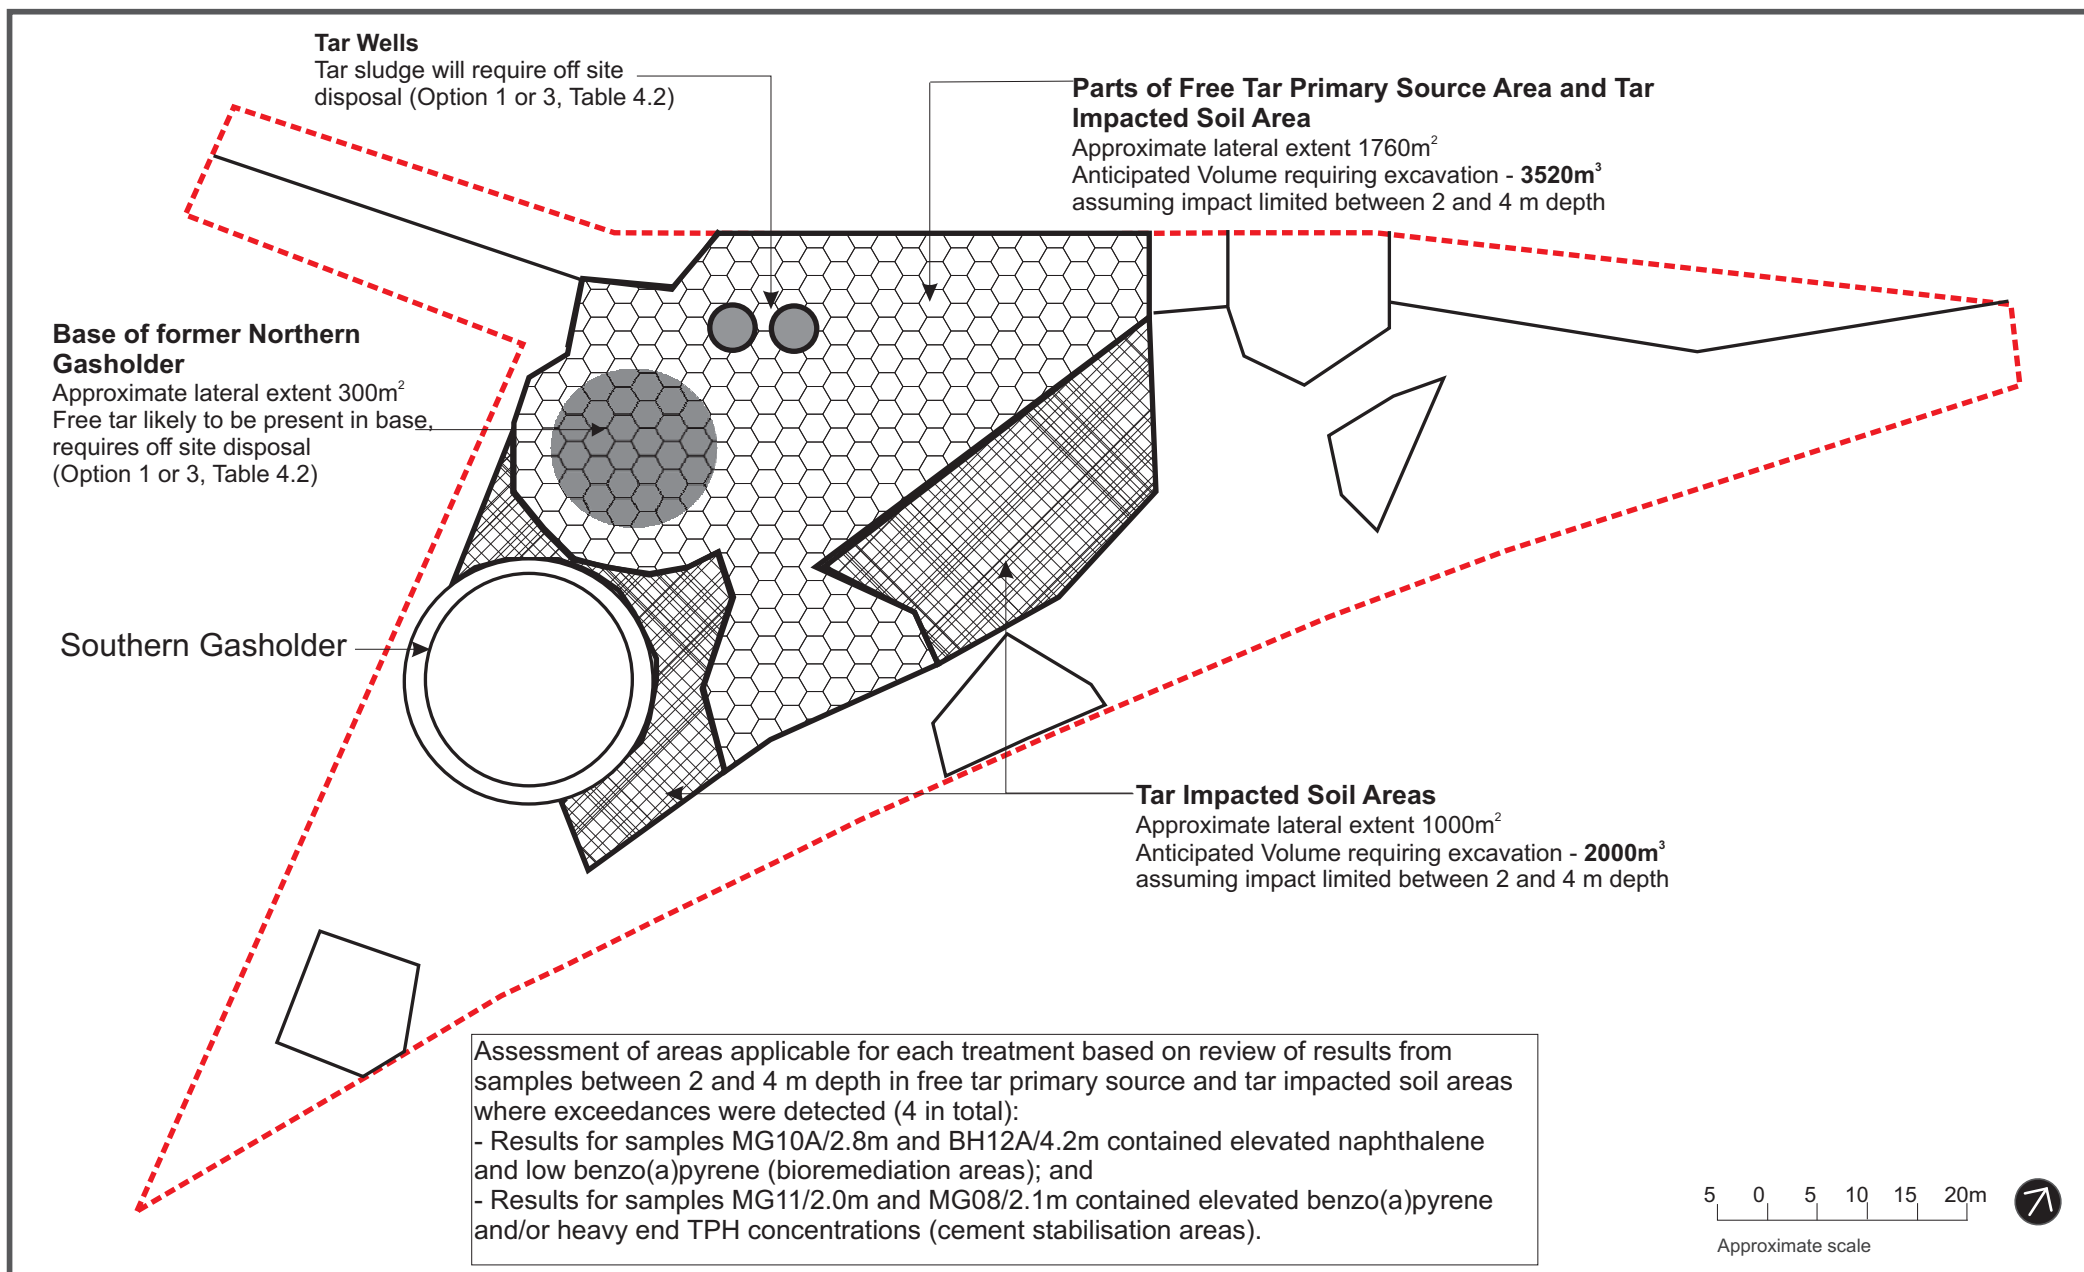 Tar Wells
Tar sludge will require off site
disposal (Option 1 or 3, Table 4.2)
Parts of Free Tar Primary Source Area and Tar
Impacted Soil Area
Approximate lateral extent 1760m²
Anticipated Volume requiring excavation - 3520m³
assuming impact limited between 2 and 4 m depth
Base of former Northern
Gasholder
Approximate lateral extent 300m²
Free tar likely to be present in base,
requires off site disposal
(Option 1 or 3, Table 4.2)
Southern Gasholder
Tar Impacted Soil Areas
Approximate lateral extent 1000m²
Anticipated Volume requiring excavation - 2000m³
assuming impact limited between 2 and 4 m depth
Assessment of areas applicable for each treatment based on review of results from
samples between 2 and 4 m depth in free tar primary source and tar impacted soil areas
where exceedances were detected (4 in total):
- Results for samples MG10A/2.8m and BH12A/4.2m contained elevated naphthalene
and low benzo(a)pyrene (bioremediation areas); and
- Results for samples MG11/2.0m and MG08/2.1m contained elevated benzo(a)pyrene
and/or heavy end TPH concentrations (cement stabilisation areas).
5 0 5 10 15 20m
Approximate scale